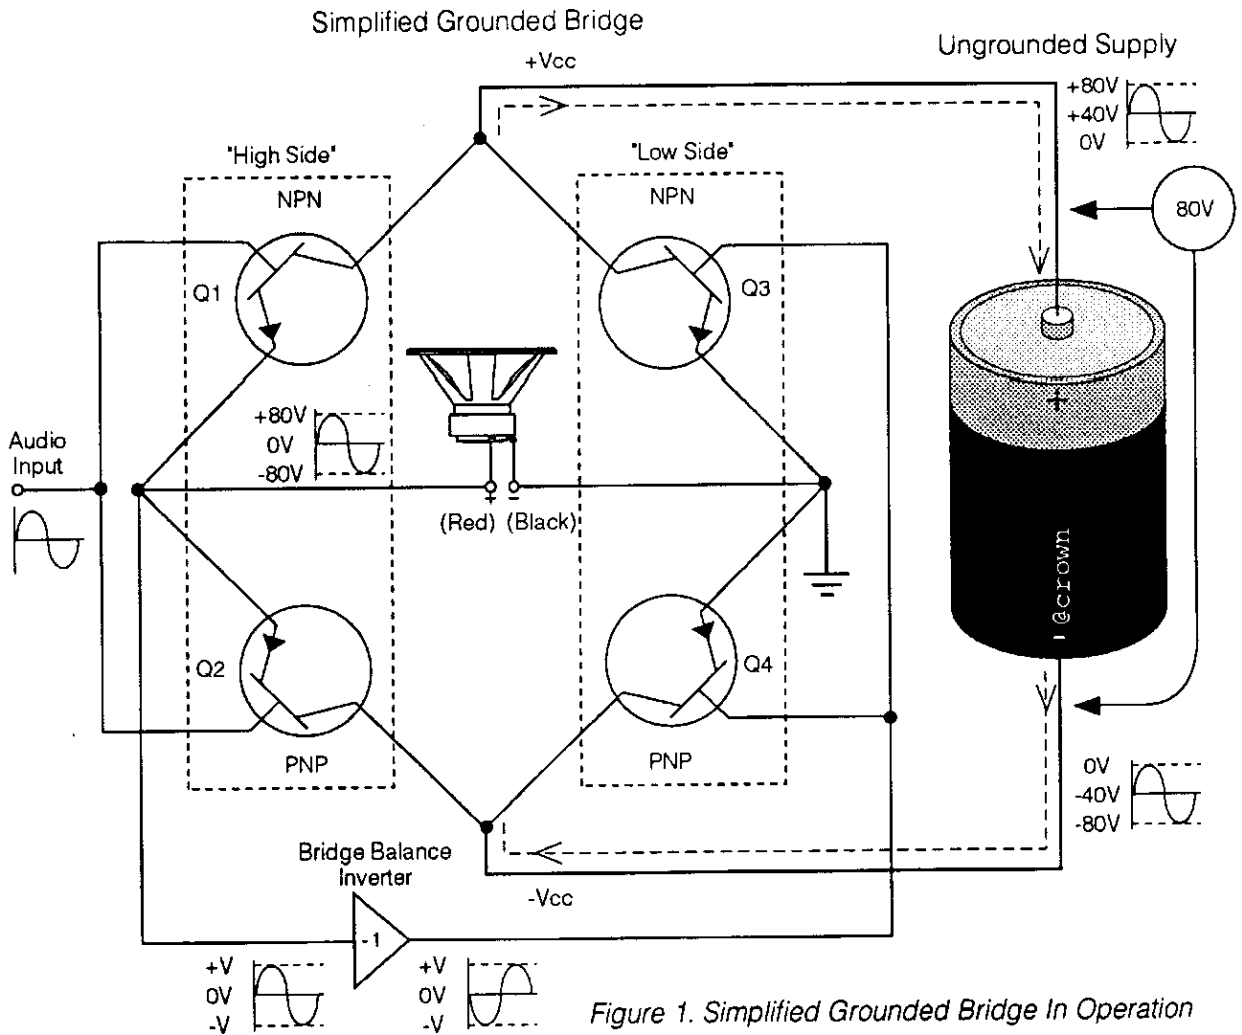 Simplified Grounded Bridge
Ungrounded Supply
+Vcc
+80V
+40V
0V
"High Side"
"Low Side"
NPN
NPN
80V
Q1
Q3
+80V
0V
-80V
+
Audio
Input
+ -
(Red) (Black)
@crown
-
Q2
Q4
PNP
PNP
0V
-40V
-80V
Bridge Balance
Inverter
-Vcc
-1
+V
0V
-V
+V
0V
-V
Figure 1. Simplified Grounded Bridge In Operation